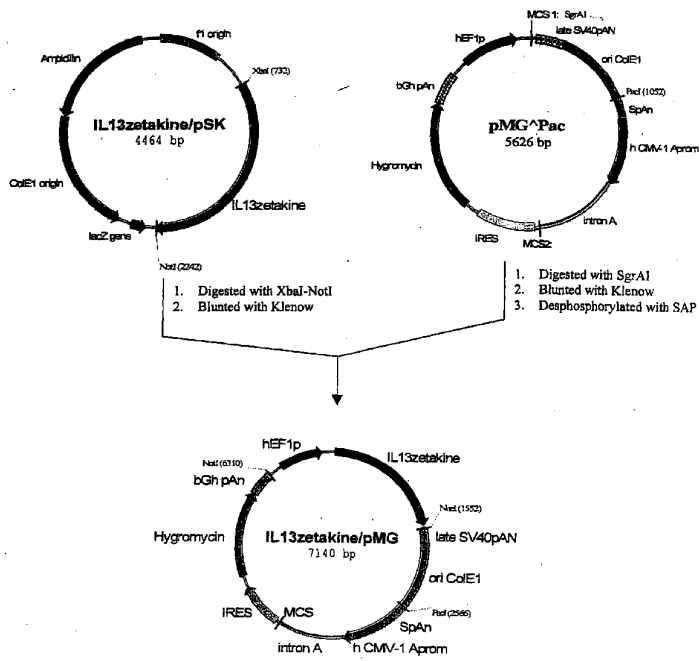 f1 origin
Ampicillin
XbaI (732)
IL13zetakine/pSK
4464 bp
ColE1 origin
IL13zetakine
lacZ gene
NotI (2242)
1. Digested with XbaI-NotI
2. Blunted with Klenow
MCS 1: SgrAI
late SV40pAN
hEF1p
ori ColE1
bGh pAn
PacI (1052)
SpAn
pMG^Pac
5626 bp
h CMV-1 Aprom
Hygromycin
intron A
IRES
MCS2
1. Digested with SgrAI
2. Blunted with Klenow
3. Desphosphorylated with SAP
hEF1p
NotI (6310)
IL13zetakine
bGh pAn
NaeI (1552)
Hygromycin
IL13zetakine/pMG
7140 bp
late SV40pAN
ori ColE1
PacI (2566)
IRES
MCS
SpAn
intron A
h CMV-1 Aprom